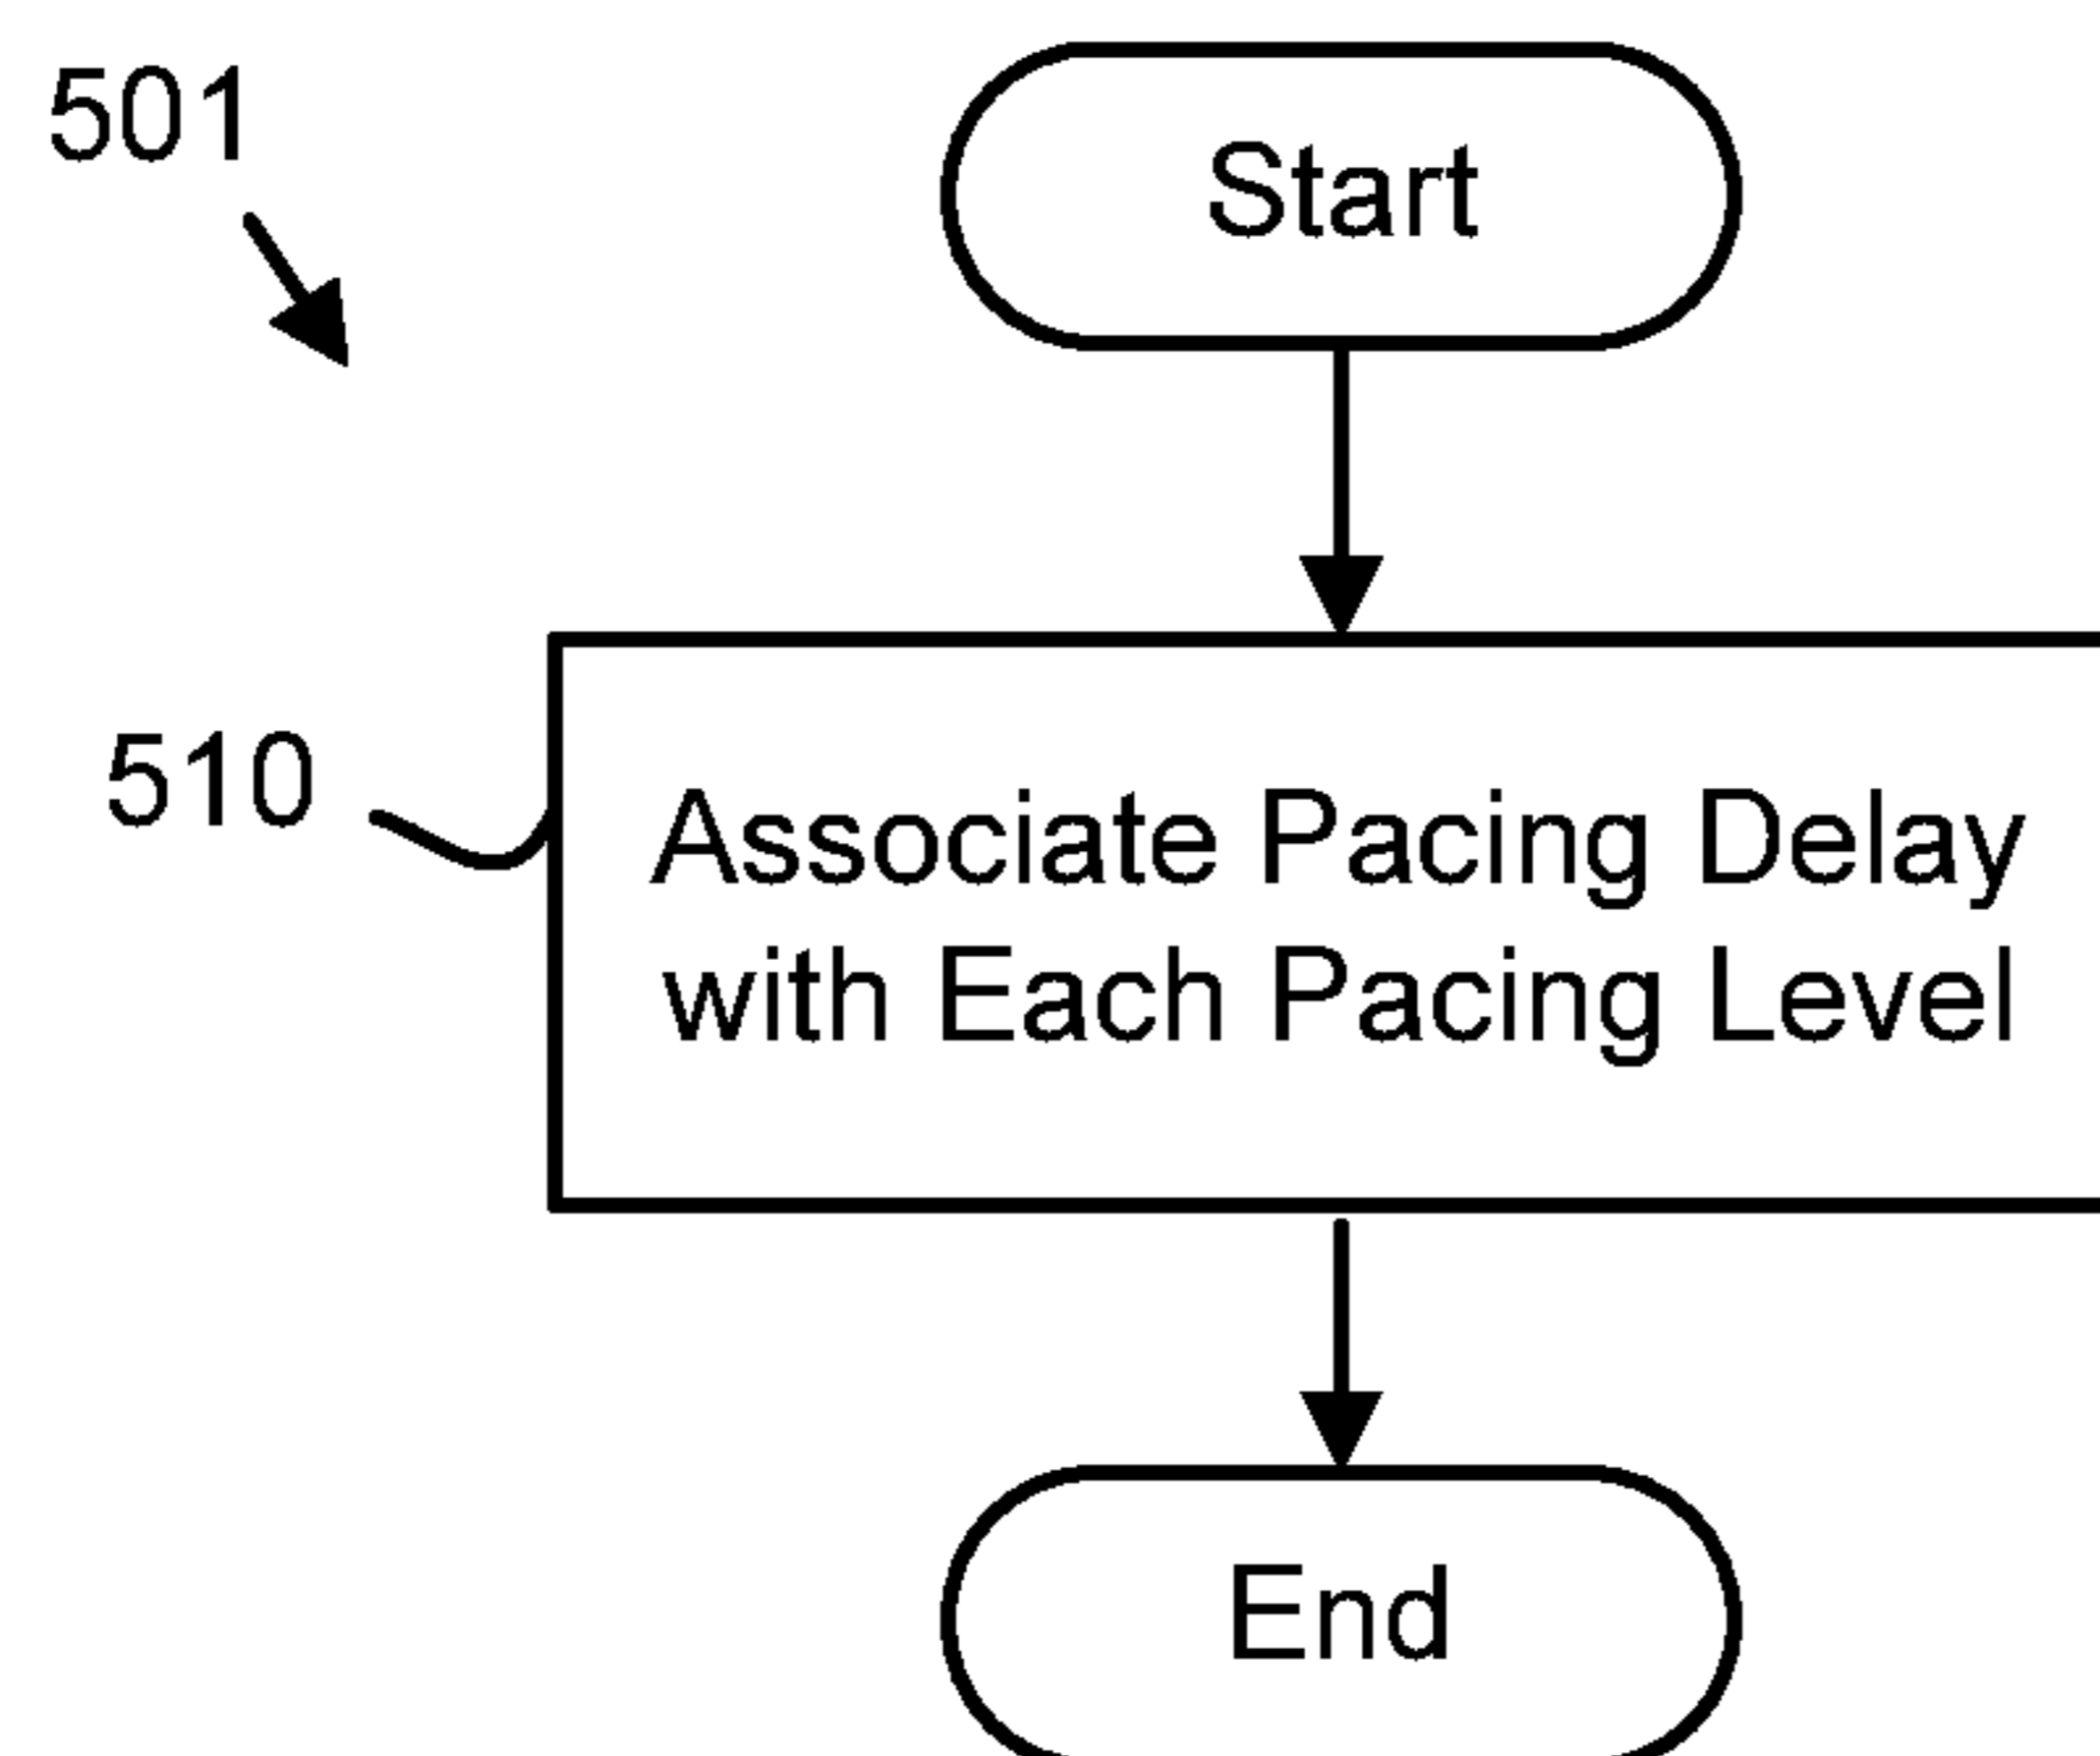 501
Start
510
Associate Pacing Delay
with Each Pacing Level
End